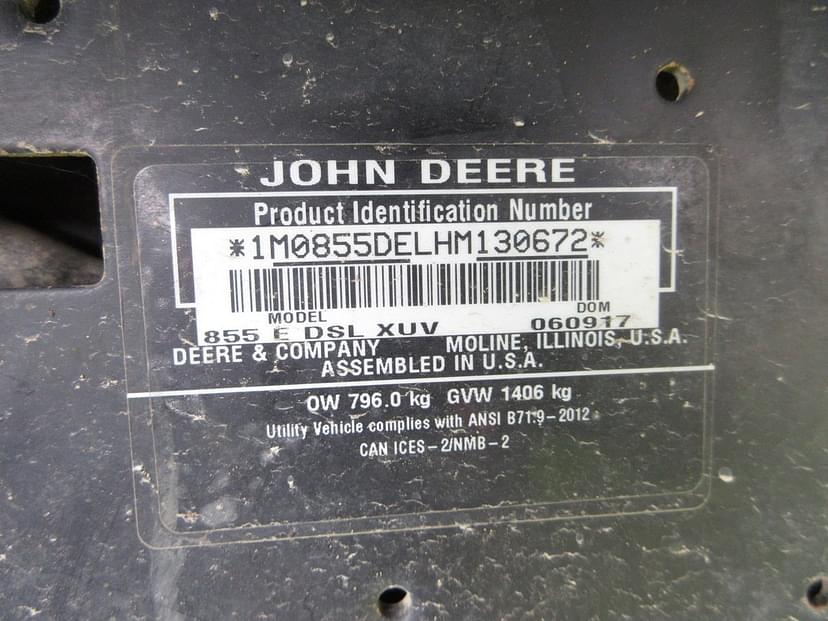 JOHN DEERE
Product Identification Number
*1M0855DELHM130672*
MODEL DOM
855 E DSL XUV 060917
DEERE & COMPANY MOLINE, ILLINOIS, U.S.A.
ASSEMBLED IN U.S.A.
OW 796.0 kg GVW 1406 kg
Utility Vehicle complies with ANSI B71.9-2012
CAN ICES-2/NMB-2